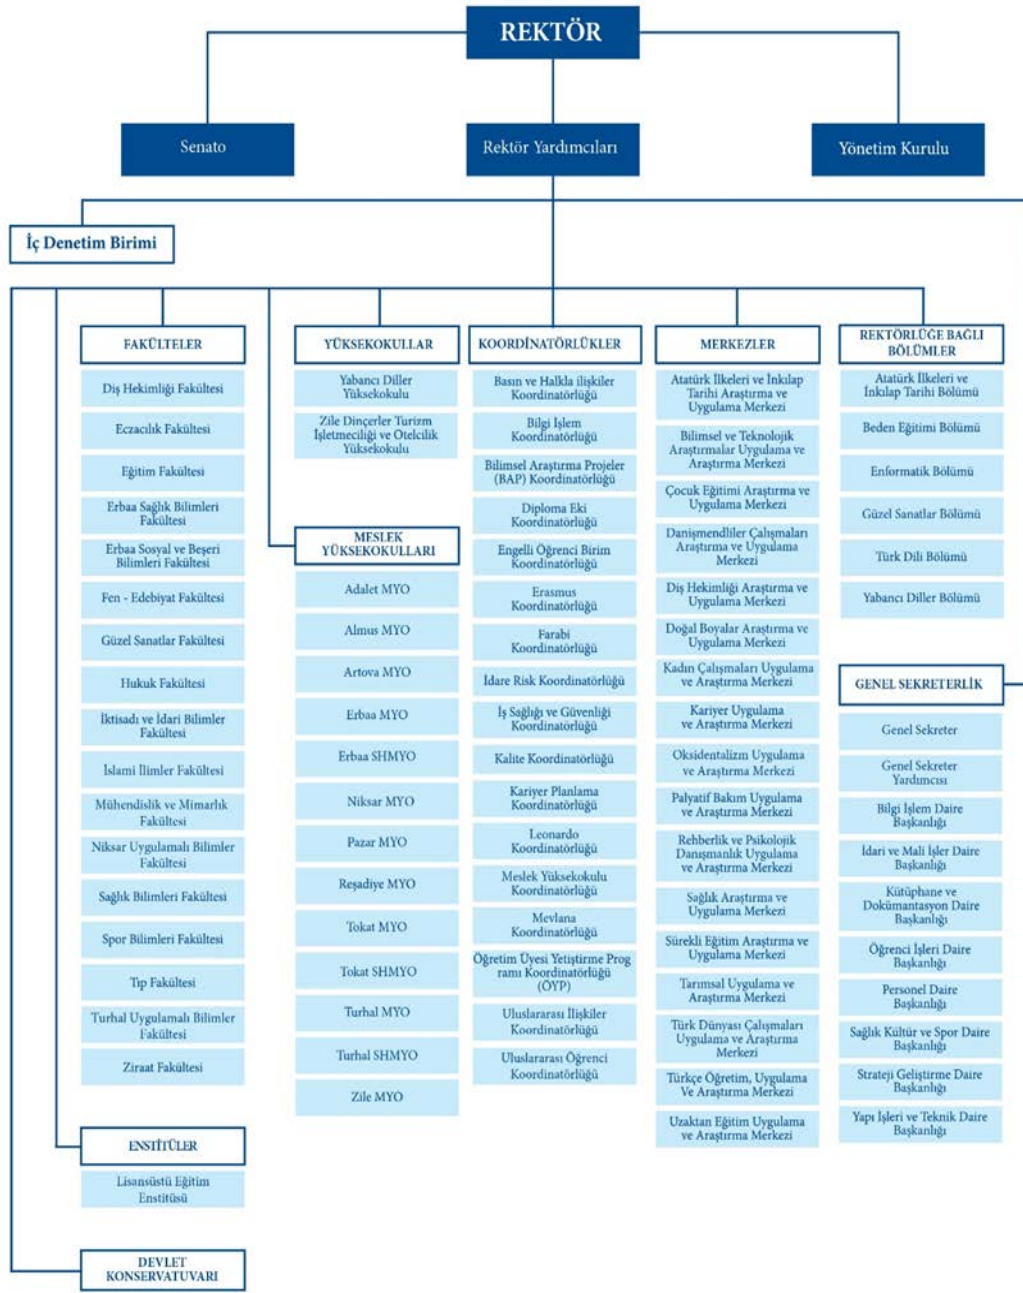 REKTÖR
Senato
Rektör Yardımcıları
Yönetim Kurulu
İç Denetim Birimi
FAKÜLTELER
Diş Hekimliği Fakültesi
Eczacılık Fakültesi
Eğitim Fakültesi
Erbaa Sağlık Bilimleri
Fakültesi
Erbaa Sosyal ve Beşeri
Bilimleri Fakültesi
Fen - Edebiyat Fakültesi
Güzel Sanatlar Fakültesi
Hukuk Fakültesi
İktisadı ve İdari Bilimler
Fakültesi
İslami İlimler Fakültesi
Mühendislik ve Mimarlık
Fakültesi
Niksar Uygulamalı Bilimler
Fakültesi
Sağlık Bilimleri Fakültesi
Spor Bilimleri Fakültesi
Tıp Fakültesi
Turhal Uygulamalı Bilimler
Fakültesi
Ziraat Fakültesi
ENSTİTÜLER
Lisansüstü Eğitim
Enstitüsü
DEVLET
KONSERVATUVARI
YÜKSEKOKULLAR
Yabancı Diller
Yüksekokulu
Zile Dinçerler Turizm
İşletmeciliği ve Otelcilik
Yüksekokulu
MESLEK
YÜKSEKOKULLARI
Adalet MYO
Almus MYO
Artova MYO
Erbaa MYO
Erbaa SHMYO
Niksar MYO
Pazar MYO
Reşadiye MYO
Tokat MYO
Tokat SHMYO
Turhal MYO
Turhal SHMYO
Zile MYO
KOORDİNATÖRLÜKLER
Basın ve Halkla ilişkiler
Koordinatörlüğü
Bilgi İşlem
Koordinatörlüğü
Bilimsel Araştırma Projeler
(BAP) Koordinatörlüğü
Diploma Eki
Koordinatörlüğü
Engelli Öğrenci Birim
Koordinatörlüğü
Erasmus
Koordinatörlüğü
Farabi
Koordinatörlüğü
İdare Risk Koordinatörlüğü
İş Sağlığı ve Güvenliği
Koordinatörlüğü
Kalite Koordinatörlüğü
Kariyer Planlama
Koordinatörlüğü
Leonardo
Koordinatörlüğü
Meslek Yüksekokulu
Koordinatörlüğü
Mevlana
Koordinatörlüğü
Öğretim Üyesi Yetiştirme Prog
ramı Koordinatörlüğü
(ÖYP)
Uluslararası İlişkiler
Koordinatörlüğü
Uluslararası Öğrenci
Koordinatörlüğü
MERKEZLER
Atatürk İlkeleri ve İnkılap
Tarihi Araştırma ve
Uygulama Merkezi
Bilimsel ve Teknolojik
Araştırmalar Uygulama ve
Araştırma Merkezi
Çocuk Eğitimi Araştırma ve
Uygulama Merkezi
Danişmendliler Çalışmaları
Araştırma ve Uygulama
Merkezi
Diş Hekimliği Araştırma ve
Uygulama Merkezi
Doğal Boyalar Araştırma ve
Uygulama Merkezi
Kadın Çalışmaları Uygulama
ve Araştırma Merkezi
Kariyer Uygulama
ve Araştırma Merkezi
Oksidentalizm Uygulama
ve Araştırma Merkezi
Palyatif Bakım Uygulama
ve Araştırma Merkezi
Rehberlik ve Psikolojik
Danışmanlık Uygulama
ve Araştırma Merkezi
Sağlık Araştırma ve
Uygulama Merkezi
Sürekli Eğitim Araştırma ve
Uygulama Merkezi
Tarımsal Uygulama ve
Araştırma Merkezi
Türk Dünyası Çalışmaları
Uygulama ve Araştırma
Merkezi
Türkçe Öğretim, Uygulama
Ve Araştırma Merkezi
Uzaktan Eğitim Uygulama
ve Araştırma Merkezi
REKTÖRLÜĞE BAĞLI
BÖLÜMLER
Atatürk İlkeleri ve
İnkılap Tarihi Bölümü
Beden Eğitimi Bölümü
Enformatik Bölümü
Güzel Sanatlar Bölümü
Türk Dili Bölümü
Yabancı Diller Bölümü
GENEL SEKRETERLİK
Genel Sekreter
Genel Sekreter
Yardımcısı
Bilgi İşlem Daire
Başkanlığı
İdari ve Mali İşler Daire
Başkanlığı
Kütüphane ve
Dokümantasyon Daire
Başkanlığı
Öğrenci İşleri Daire
Başkanlığı
Personel Daire
Başkanlığı
Sağlık Kültür ve Spor Daire
Başkanlığı
Strateji Geliştirme Daire
Başkanlığı
Yapı İşleri ve Teknik Daire
Başkanlığı